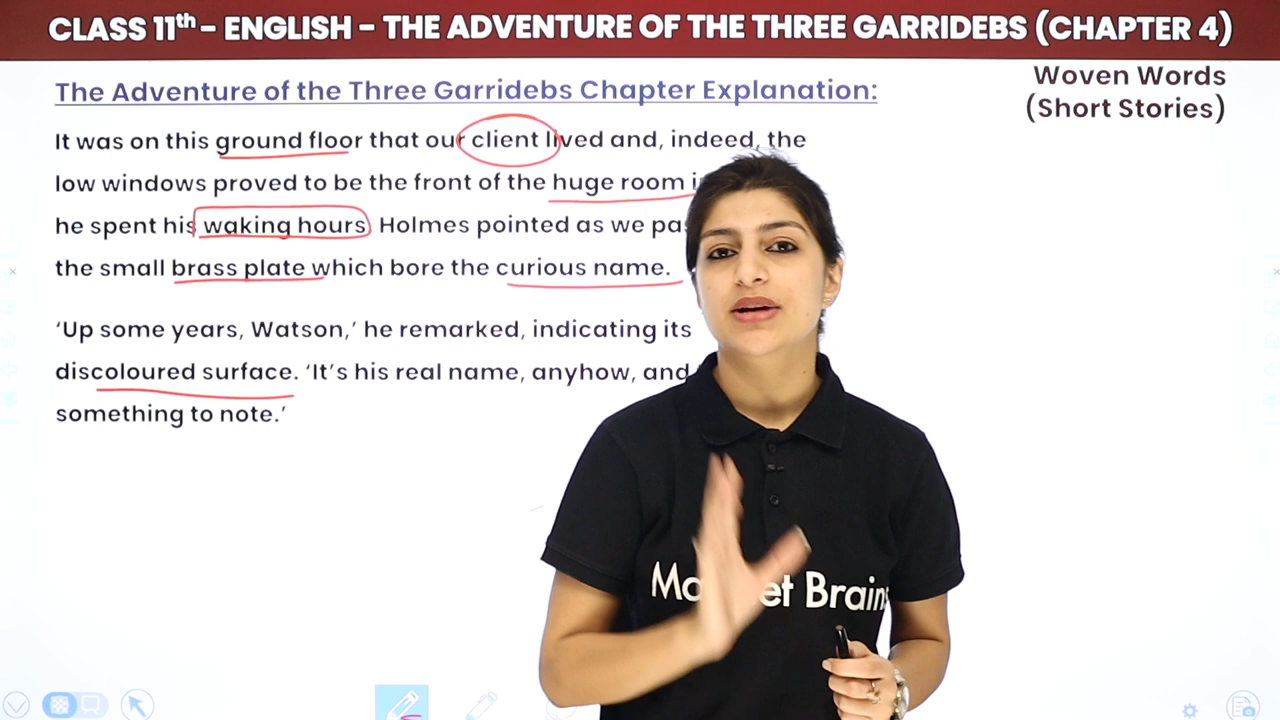 CLASS 11th - ENGLISH - THE ADVENTURE OF THE THREE GARRIDEBS (CHAPTER 4)
Woven Words
(Short Stories)
The Adventure of the Three Garridebs Chapter Explanation:
It was on this ground floor that our client lived and, indeed, the
low windows proved to be the front of the huge room
he spent his waking hours. Holmes pointed as we
the small brass plate which bore the curious name.
‘Up some years, Watson,’ he remarked, indicating its
discoloured surface. ‘It’s his real name, anyhow, and
something to note.’
Brains